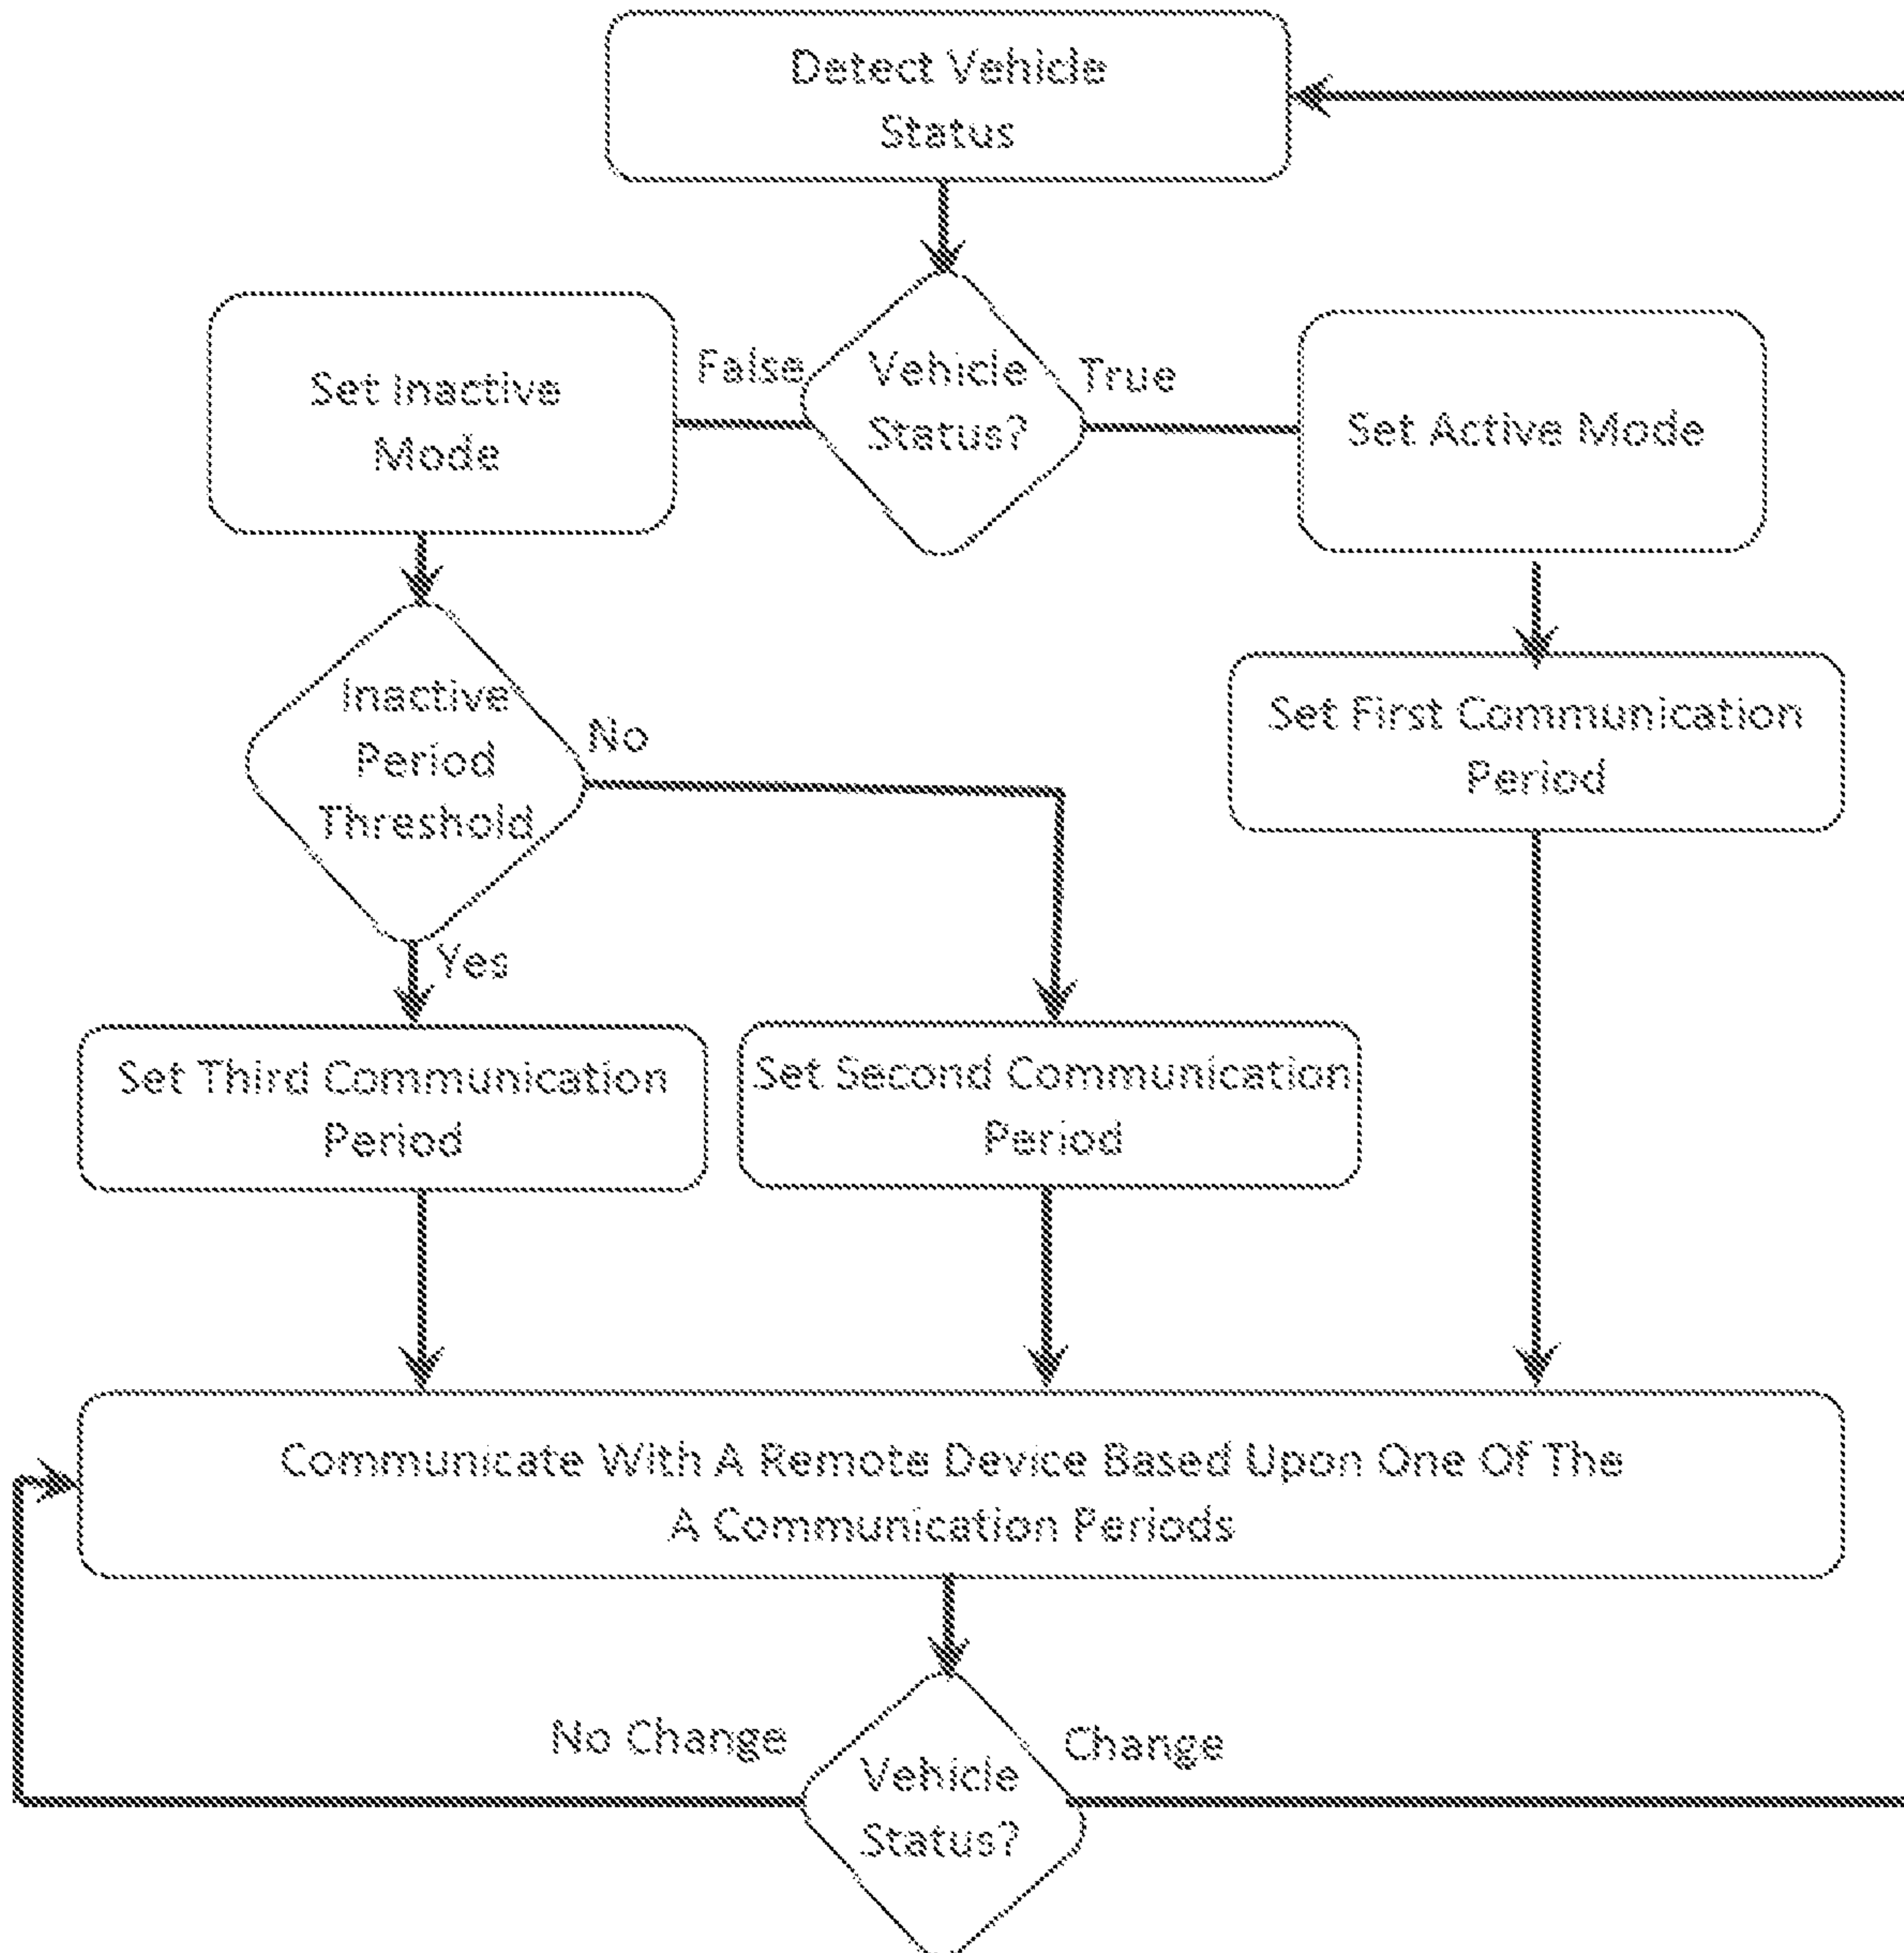 Detect Vehicle
Status
False
Vehicle
Status?
True
Set Inactive
Mode
Set Active Mode
Inactive
Period
Threshold
No
Yes
Set First Communication
Period
Set Third Communication
Period
Set Second Communication
Period
Communicate With A Remote Device Based Upon One Of The
A Communication Periods
No Change
Vehicle
Status?
Change